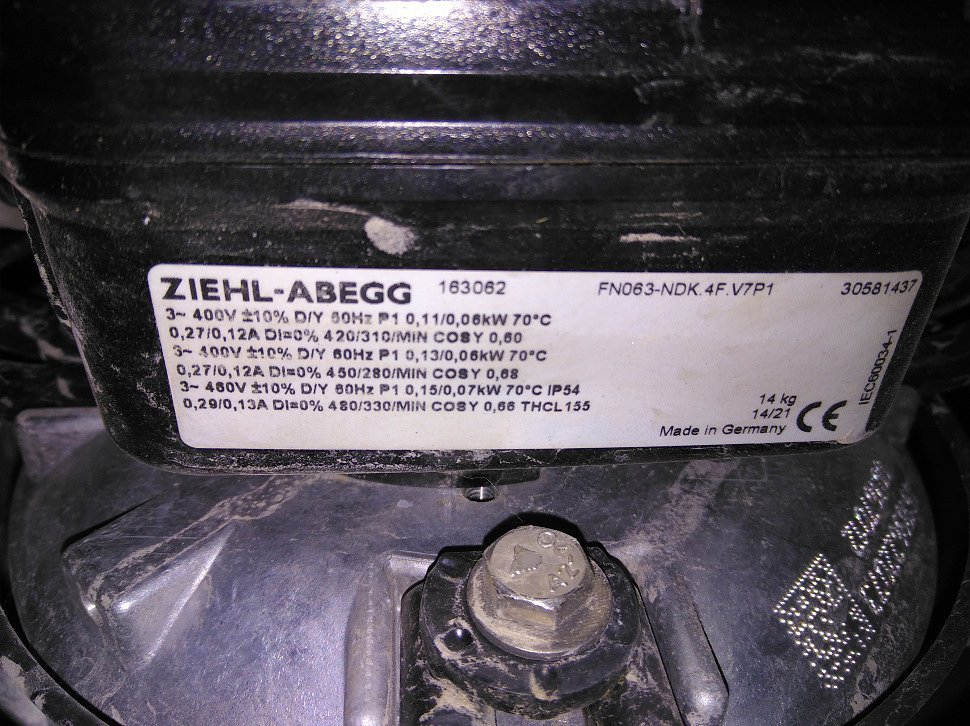 ZIEHL-ABEGG 163062 FN063-NDK.4F.V7P1 30581437
3~ 400V ±10% D/Y 50Hz P1 0,11/0,06kW 70°C
0,27/0,12A DI=0% 420/310/MIN COSY 0,60
3~ 400V ±10% D/Y 60Hz P1 0,13/0,06kW 70°C
0,27/0,12A DI=0% 450/280/MIN COSY 0,68
3~ 460V ±10% D/Y 60Hz P1 0,15/0,07kW 70°C IP54
0,29/0,13A DI=0% 480/330/MIN COSY 0,66 THCL155
14 kg
14/21
Made in Germany CE
IEC60034-1